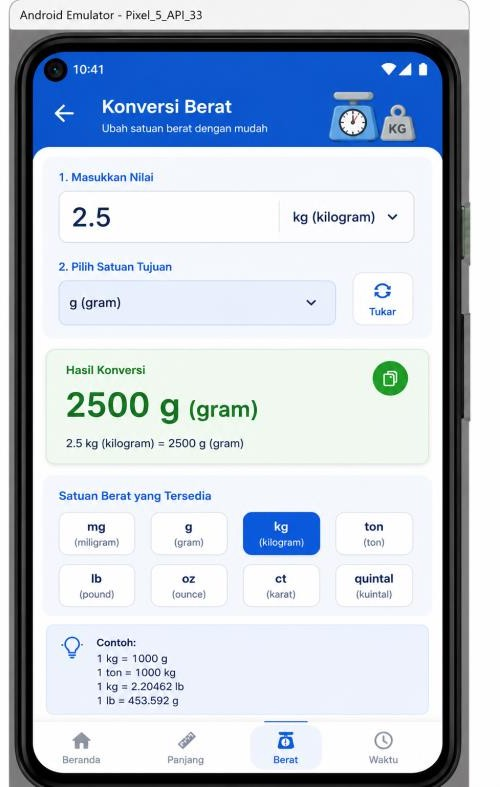 Android Emulator - Pixel_5_API_33
10:41
Konversi Berat
Ubah satuan berat dengan mudah
KG
1. Masukkan Nilai
2.5
kg (kilogram)
2. Pilih Satuan Tujuan
g (gram)
Tukar
Hasil Konversi
2500 g (gram)
2.5 kg (kilogram) = 2500 g (gram)
Satuan Berat yang Tersedia
mg
(miligram)
g
(gram)
kg
(kilogram)
ton
(ton)
lb
(pound)
oz
(ounce)
ct
(karat)
quintal
(kuintal)
Contoh:
1 kg = 1000 g
1 ton = 1000 kg
1 kg = 2.20462 lb
1 lb = 453.592 g
Beranda
Panjang
Berat
Waktu